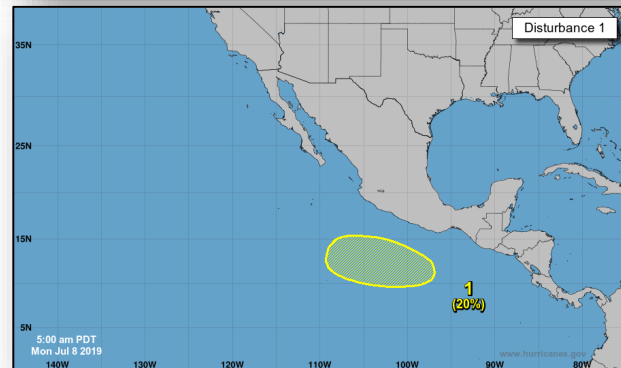 Disturbance 1
35N
25N
15N
5N
1
(20%)
5:00 am PDT
Mon Jul 8 2019
www.hurricanes.gov
140W 130W 120W 110W 100W 90W 80W